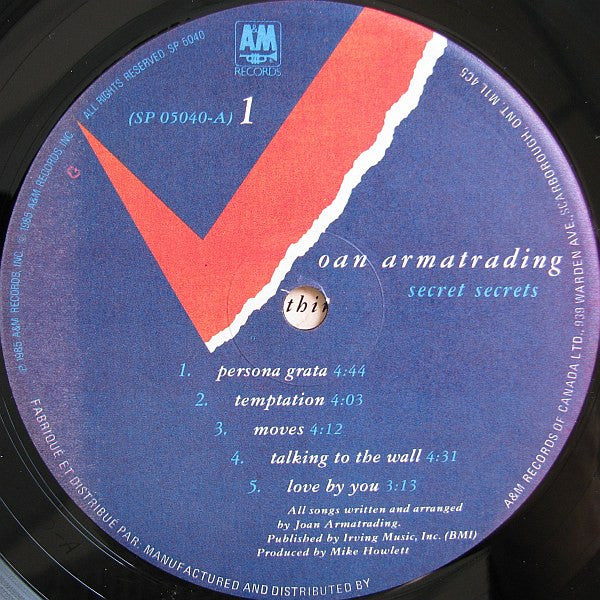 A&M
RECORDS
(SP 05040-A) 1
oan armatrading
secret secrets
thi
1. persona grata 4:44
2. temptation 4:03
3. moves 4:12
4. talking to the wall 4:31
5. love by you 3:13
All songs written and arranged
by Joan Armatrading.
Published by Irving Music, Inc. (BMI)
Produced by Mike Howlett
℗ 1985 A&M RECORDS, INC. © 1985 A&M RECORDS, INC. ALL RIGHTS RESERVED SP 5040
FABRIQUÉ ET DISTRIBUÉ PAR. MANUFACTURED AND DISTRIBUTED BY
A&M RECORDS OF CANADA LTD., 939 WARDEN AVE., SCARBOROUGH, ONT M1L 4C5